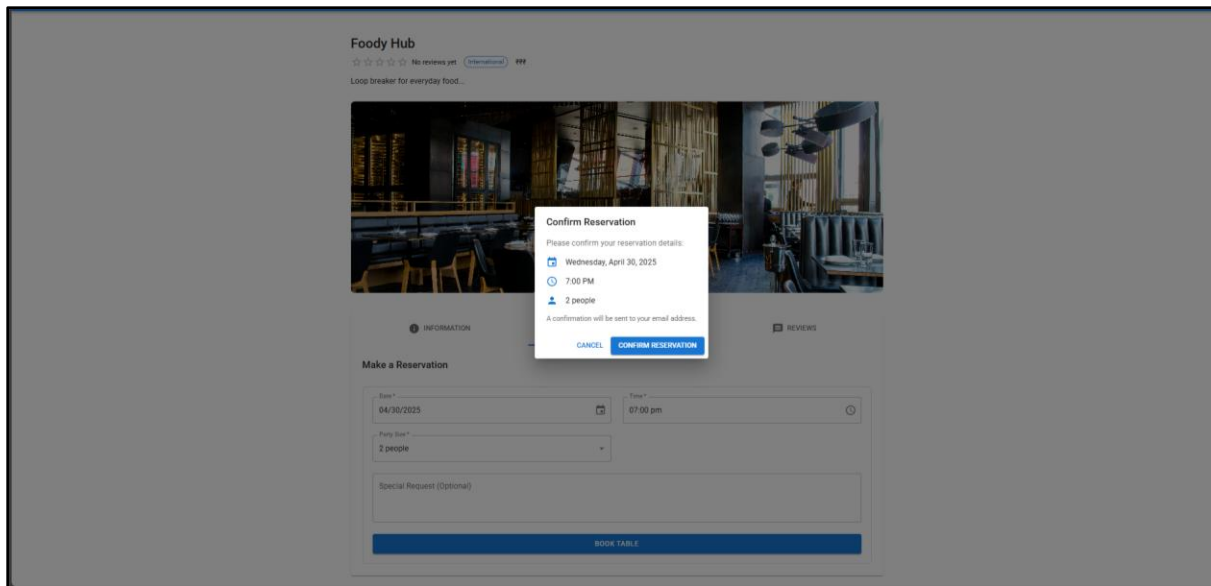 Foody Hub
No reviews yet International ₹₹₹
Loop breaker for everyday food...
Confirm Reservation
Please confirm your reservation details:
Wednesday, April 30, 2025
7:00 PM
2 people
A confirmation will be sent to your email address.
CANCEL CONFIRM RESERVATION
INFORMATION REVIEWS
Make a Reservation
Date * Time *
04/30/2025 07:00 pm
Party Size *
2 people
Special Request (Optional)
BOOK TABLE